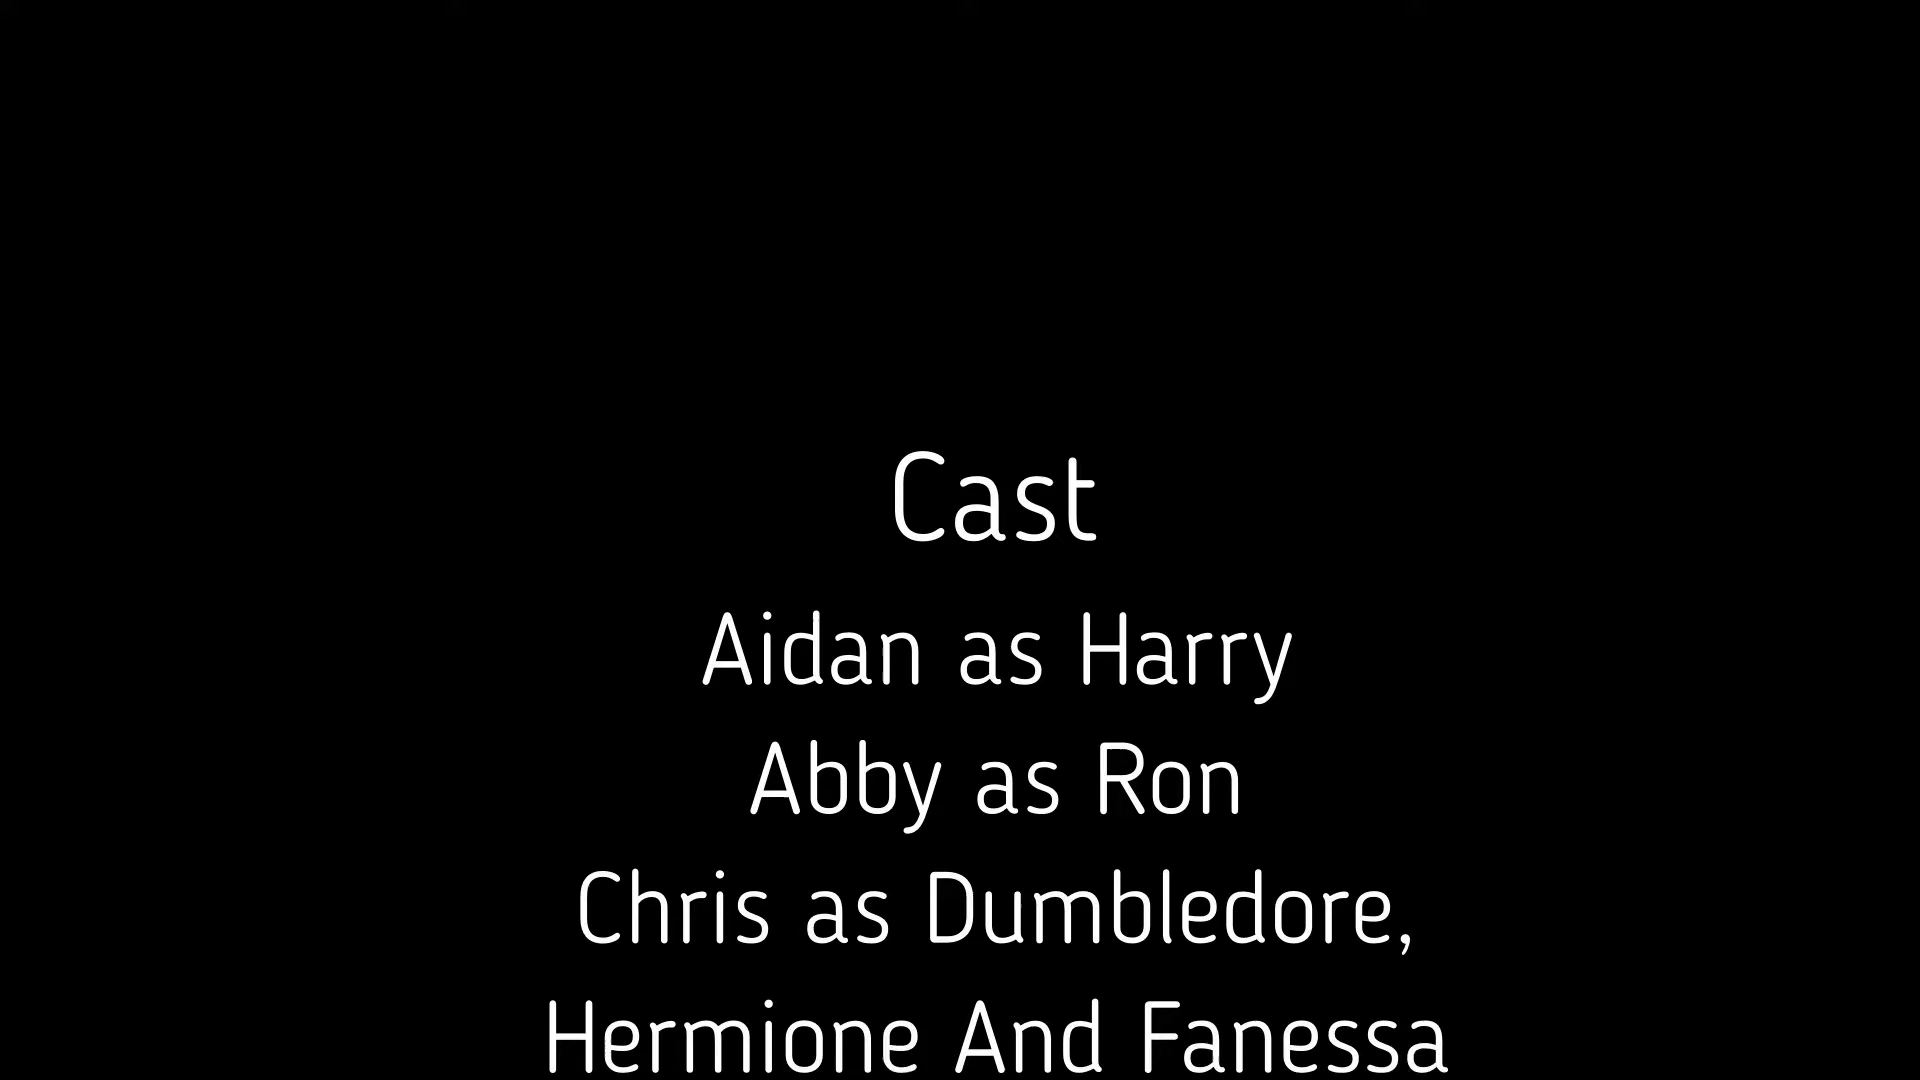 Cast
Aidan as Harry
Abby as Ron
Chris as Dumbledore,
Hermione And Fanessa